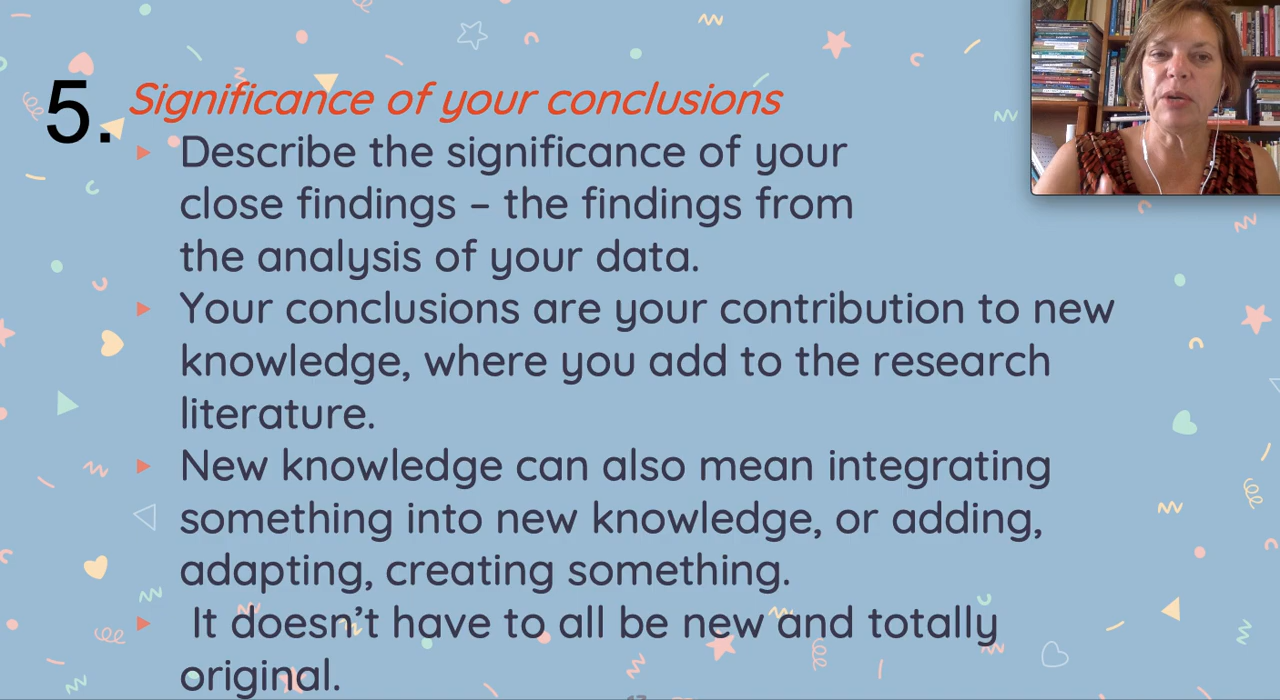 5. Significance of your conclusions
Describe the significance of your
close findings – the findings from
the analysis of your data.
Your conclusions are your contribution to new
knowledge, where you add to the research
literature.
New knowledge can also mean integrating
something into new knowledge, or adding,
adapting, creating something.
It doesn’t have to all be new and totally
original.